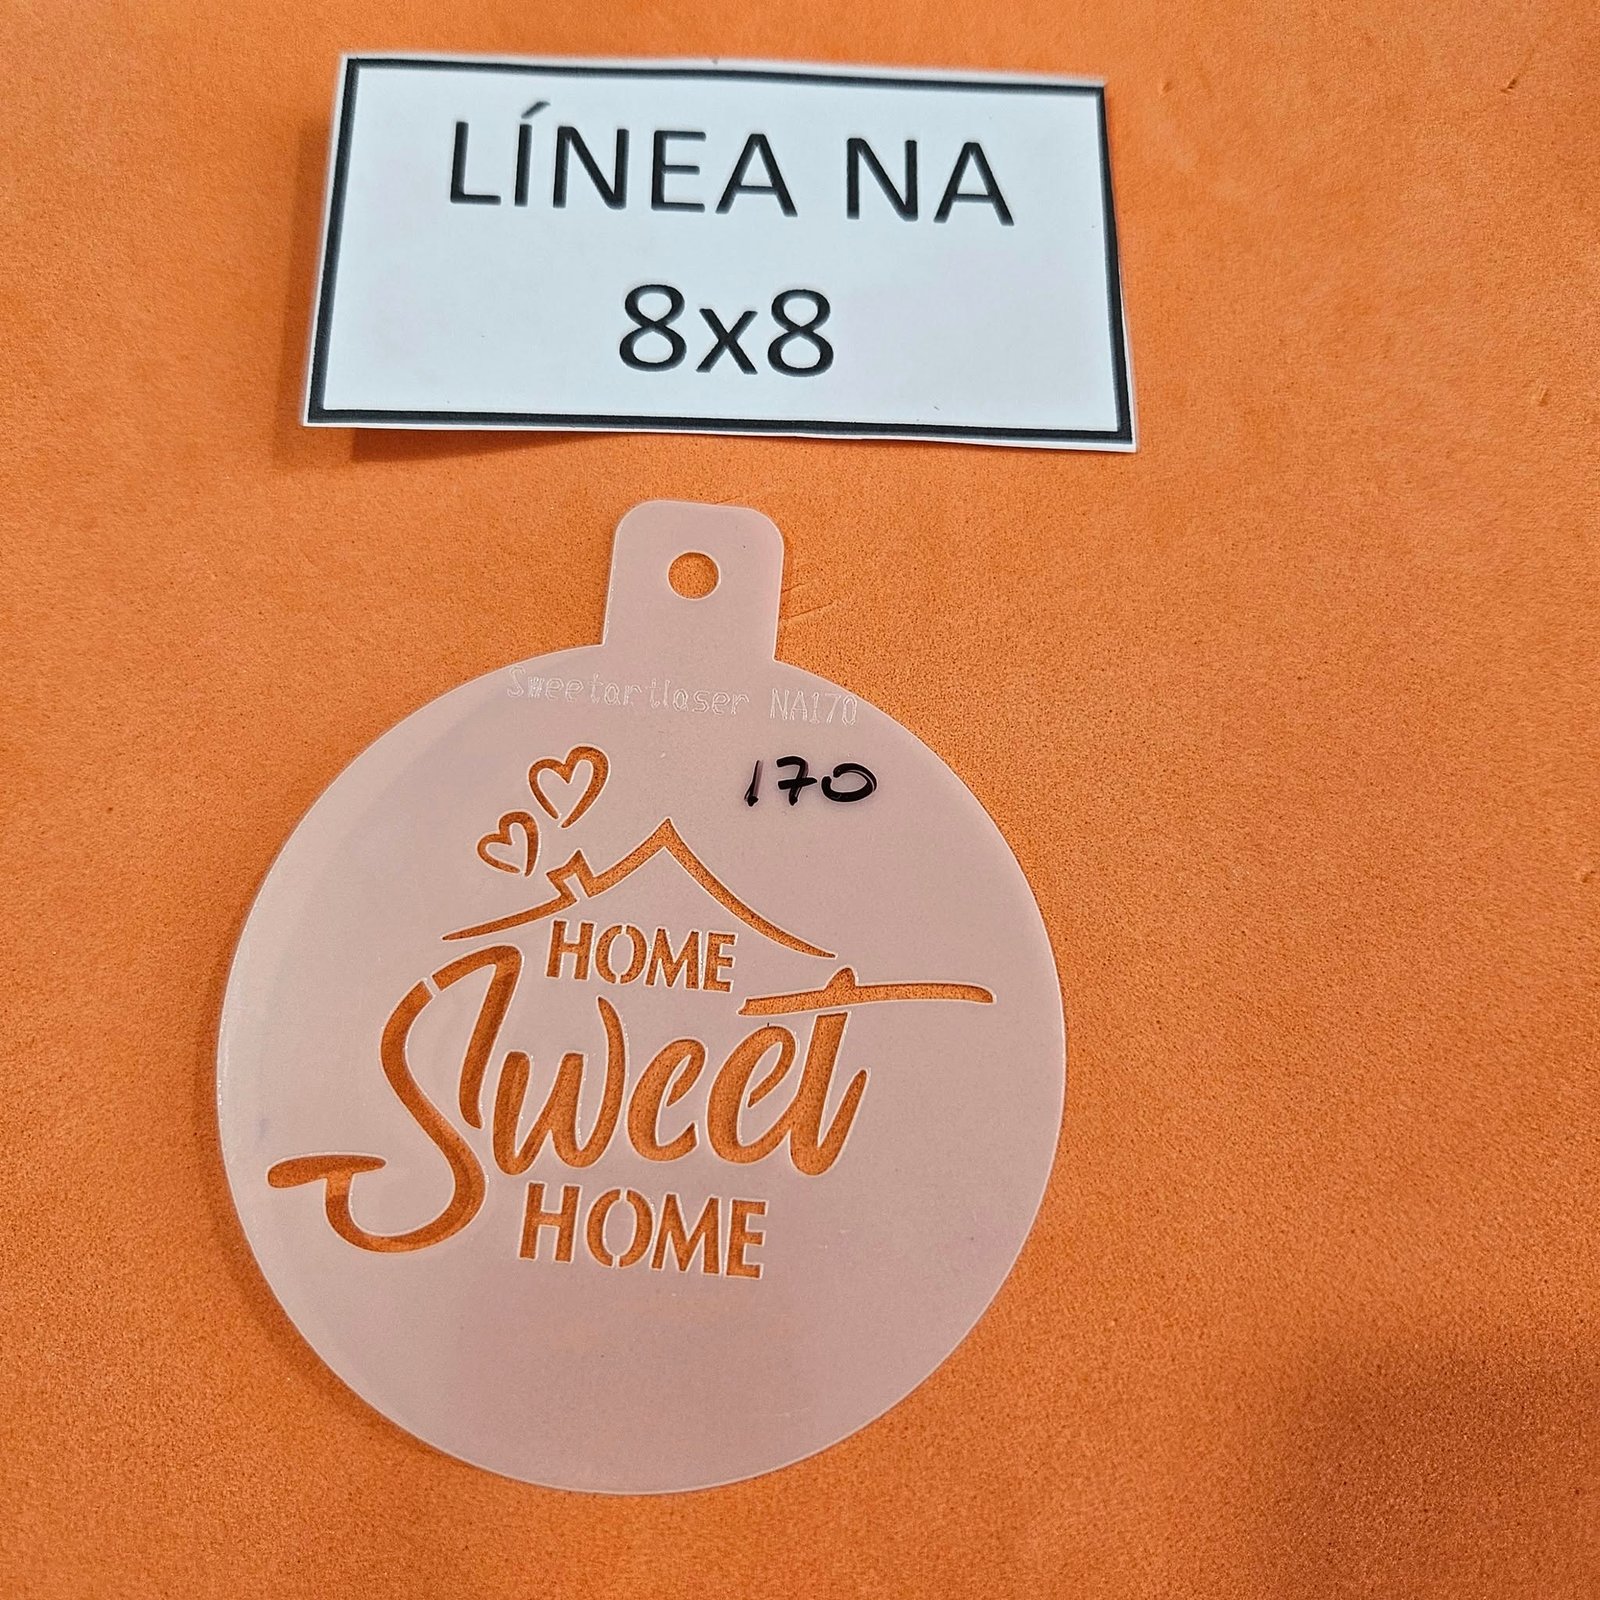 LÍNEA NA
8x8
Sweetartlaser NA170
170
HOME
Sweet
HOME